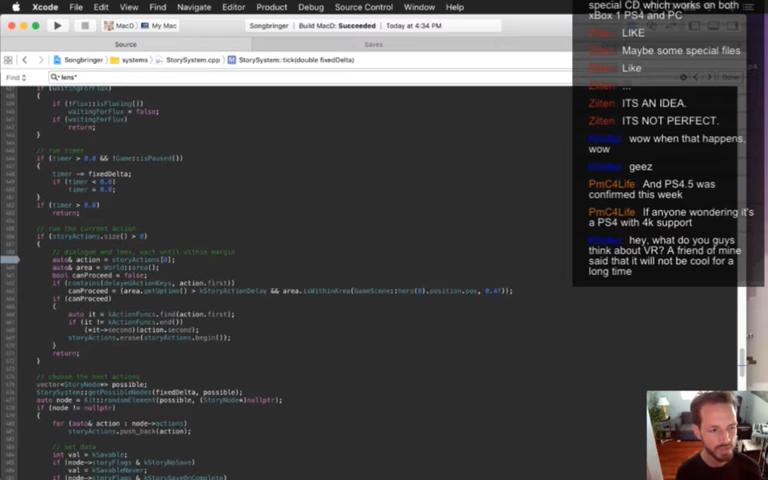 Xcode File Edit View Find Navigate Editor Product Debug Source Control Window Help
MacD My Mac
Songbringer Build MacD: Succeeded Today at 4:34 PM
Source
Saves
Songbringer systems StorySystem.cpp StorySystem::tick(double fixedDelta)
Find
if (waitingForFlux)
{
if (!Flux::isFluxing())
waitingForFlux = false;
if (waitingForFlux)
return;
}
// run timer
if (timer > 0.0 && !Game::isPaused())
{
timer -= fixedDelta;
if (timer < 0.0)
timer = 0.0;
}
if (timer > 0.0)
return;
// run the current action
if (storyActions.size() > 0)
{
// dialogue and lens, wait until within margin
auto& action = storyActions[0];
auto& area = World::area();
bool canProceed = false;
if (contains(delayedActionKeys, action.first))
canProceed = (area.getUptime() > kStoryActionDelay && area.isWithinArea(GameScene::hero(0).position.pos, 0.4f));
if (canProceed)
{
auto it = kActionFuncs.find(action.first);
if (it != kActionFuncs.end())
(*it->second)(action.second);
storyActions.erase(storyActions.begin());
}
return;
}
// choose the next actions
vector<StoryNode*> possible;
StorySystem::getPossibleNodes(fixedDelta, possible);
auto node = Kit::randomElement(possible, (StoryNode*)nullptr);
if (node != nullptr)
{
for (auto& action : node->actions)
storyActions.push_back(action);
// set data
int val = kSavable;
if (node->storyFlags & kStoryNoSave)
val = kSavableNever;
if (node->storyFlags & kStorySaveOnComplete)
special CD which works on both
xBox 1 PS4 and PC
Zilten LIKE
Zilten Maybe some special files
Zilten Like
Zilten ...
Zilten ITS AN IDEA.
Zilten ITS NOT PERFECT.
wow when that happens,
wow
geez
PmC4Life And PS4.5 was
confirmed this week
PmC4Life If anyone wondering it's
a PS4 with 4k support
hey, what do you guys
think about VR? A friend of mine
said that it will not be cool for a
long time